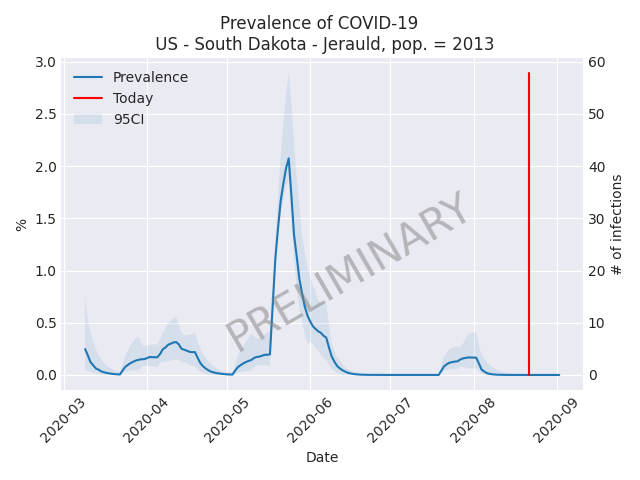 Prevalence of COVID-19
US - South Dakota - Jerauld, pop. = 2013
Prevalence
Today
95CI
PRELIMINARY
%
3.0
2.5
2.0
1.5
1.0
0.5
0.0
60
50
40
30
20
10
0
# of infections
2020-03
2020-04
2020-05
2020-06
2020-07
2020-08
2020-09
Date